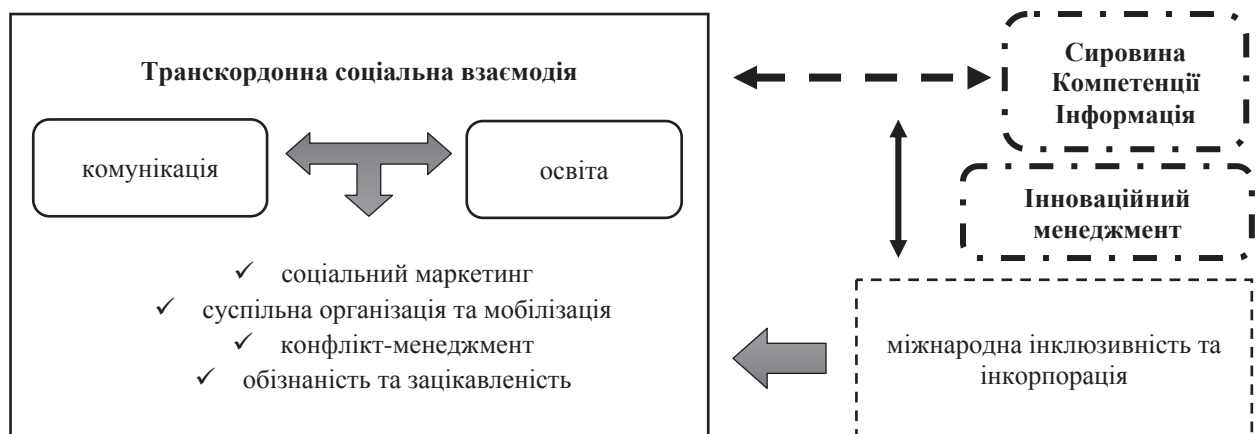 Транскордонна соціальна взаємодія
комунікація
освіта
✓ соціальний маркетинг
✓ суспільна організація та мобілізація
✓ конфлікт-менеджмент
✓ обізнаність та зацікавленість
Сировина
Компетенції
Інформація
Інноваційний
менеджмент
міжнародна інклюзивність та
інкорпорація